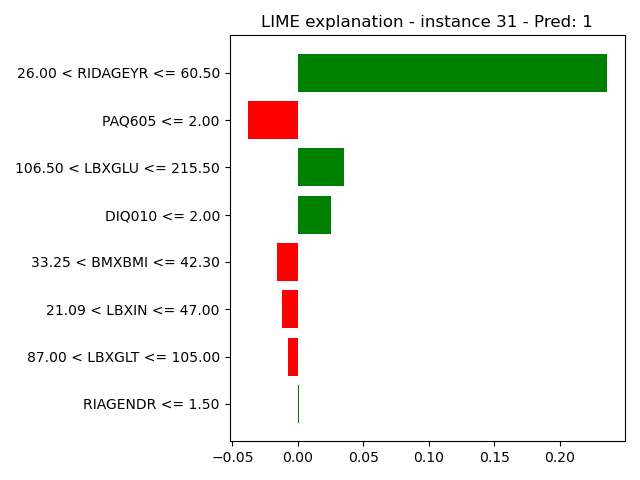 LIME explanation - instance 31 - Pred: 1
26.00 < RIDAGEYR <= 60.50
PAQ605 <= 2.00
106.50 < LBXGLU <= 215.50
DIQ010 <= 2.00
33.25 < BMXBMI <= 42.30
21.09 < LBXIN <= 47.00
87.00 < LBXGLT <= 105.00
RIAGENDR <= 1.50
−0.05 0.00 0.05 0.10 0.15 0.20